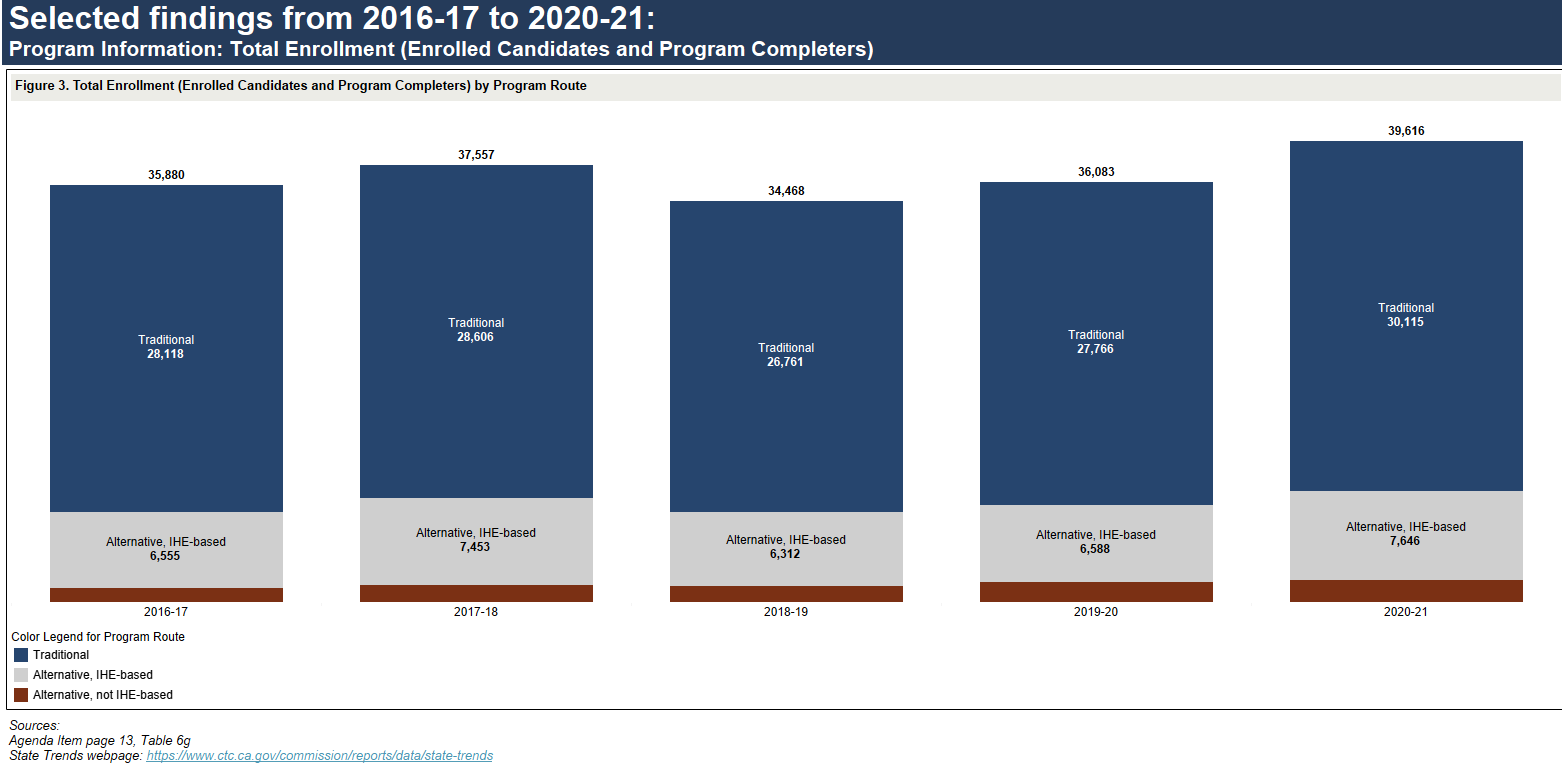 Selected findings from 2016-17 to 2020-21:
Program Information: Total Enrollment (Enrolled Candidates and Program Completers)
Figure 3. Total Enrollment (Enrolled Candidates and Program Completers) by Program Route
35,880
37,557
34,468
36,083
39,616
Traditional
28,118
Traditional
28,606
Traditional
26,761
Traditional
27,766
Traditional
30,115
Alternative, IHE-based
6,555
Alternative, IHE-based
7,453
Alternative, IHE-based
6,312
Alternative, IHE-based
6,588
Alternative, IHE-based
7,646
2016-17
2017-18
2018-19
2019-20
2020-21
Color Legend for Program Route
Traditional
Alternative, IHE-based
Alternative, not IHE-based
Sources:
Agenda Item page 13, Table 6g
State Trends webpage: https://www.ctc.ca.gov/commission/reports/data/state-trends